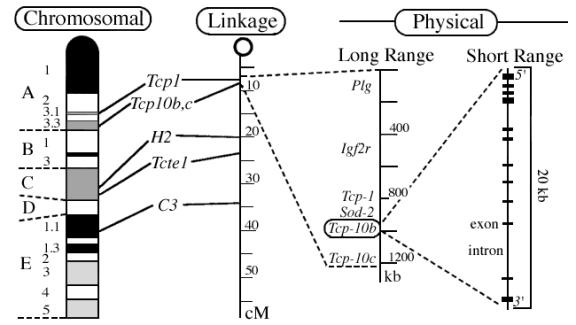 Chromosomal
Linkage
Physical
Long Range
Short Range
A
B
C
D
E
1
2
3.1
3.3
1
3
1.1
1.3
2
3
4
5
Tcp1
Tcp10b,c
H2
Tcte1
C3
10
20
30
40
50
cM
Plg
400
Igf2r
Tcp-1
800
Sod-2
Tcp-10b
Tcp-10c
1200
kb
5'
exon
intron
3'
20 kb